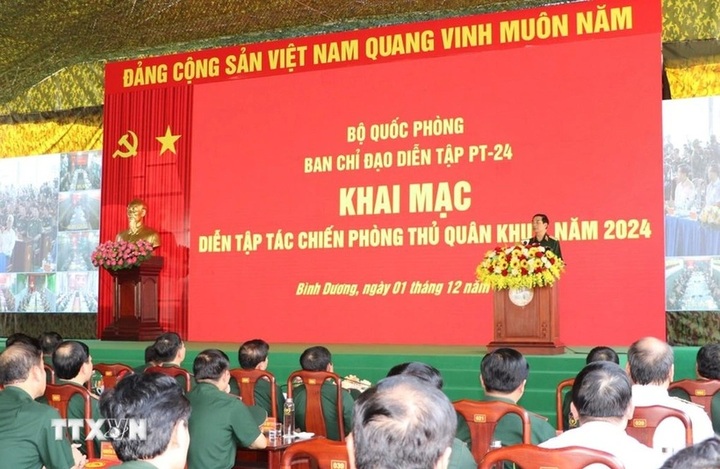 ĐẢNG CỘNG SẢN VIỆT NAM QUANG VINH MUÔN NĂM
BỘ QUỐC PHÒNG
BAN CHỈ ĐẠO DIỄN TẬP PT-24
KHAI MẠC
DIỄN TẬP TÁC CHIẾN PHÒNG THỦ QUÂN KHU NĂM 2024
Bình Dương, ngày 01 tháng 12 năm
TTXVN